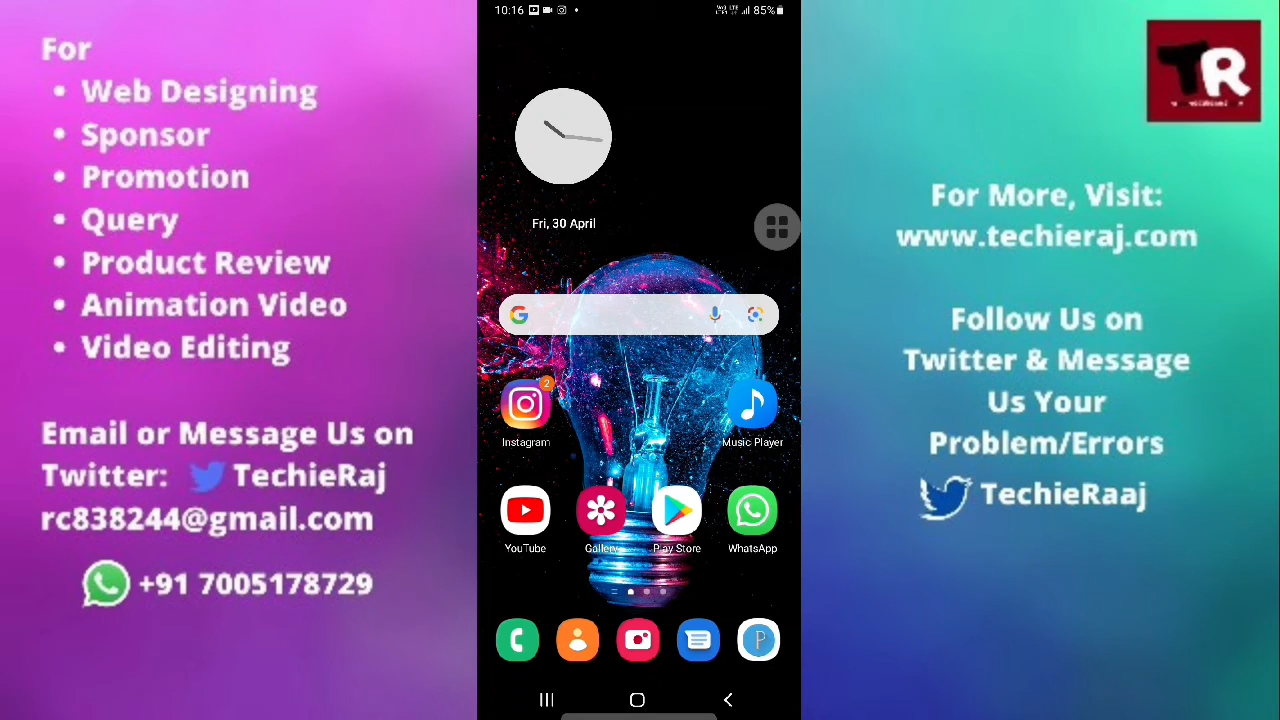 For
• Web Designing
• Sponsor
• Promotion
• Query
• Product Review
• Animation Video
• Video Editing
Email or Message Us on
Twitter: TechieRaj
rc838244@gmail.com
+91 7005178729
10:16
85%
Fri, 30 April
2
Instagram
Music Player
YouTube
Gallery
Play Store
WhatsApp
TR
For More, Visit:
www.techieraj.com
Follow Us on
Twitter & Message
Us Your
Problem/Errors
TechieRaaj